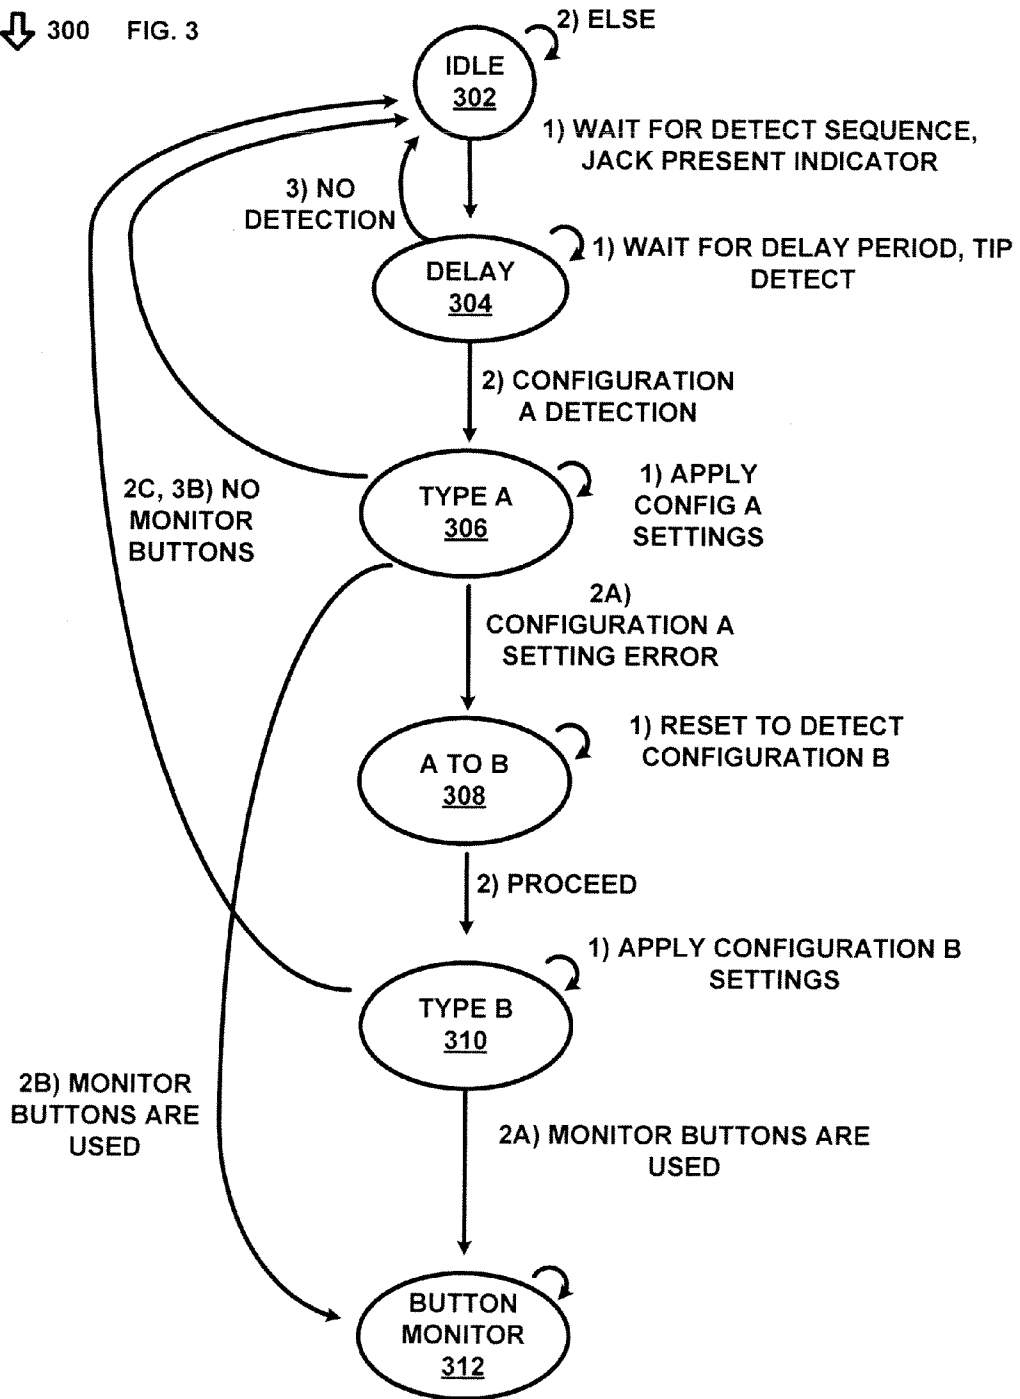 300 FIG. 3
2) ELSE
IDLE
302
1) WAIT FOR DETECT SEQUENCE,
JACK PRESENT INDICATOR
3) NO
DETECTION
1) WAIT FOR DELAY PERIOD, TIP
DETECT
DELAY
304
2) CONFIGURATION
A DETECTION
TYPE A
306
1) APPLY
CONFIG A
SETTINGS
2C, 3B) NO
MONITOR
BUTTONS
2A)
CONFIGURATION A
SETTING ERROR
A TO B
308
1) RESET TO DETECT
CONFIGURATION B
2) PROCEED
TYPE B
310
1) APPLY CONFIGURATION B
SETTINGS
2B) MONITOR
BUTTONS ARE
USED
2A) MONITOR BUTTONS ARE
USED
BUTTON
MONITOR
312